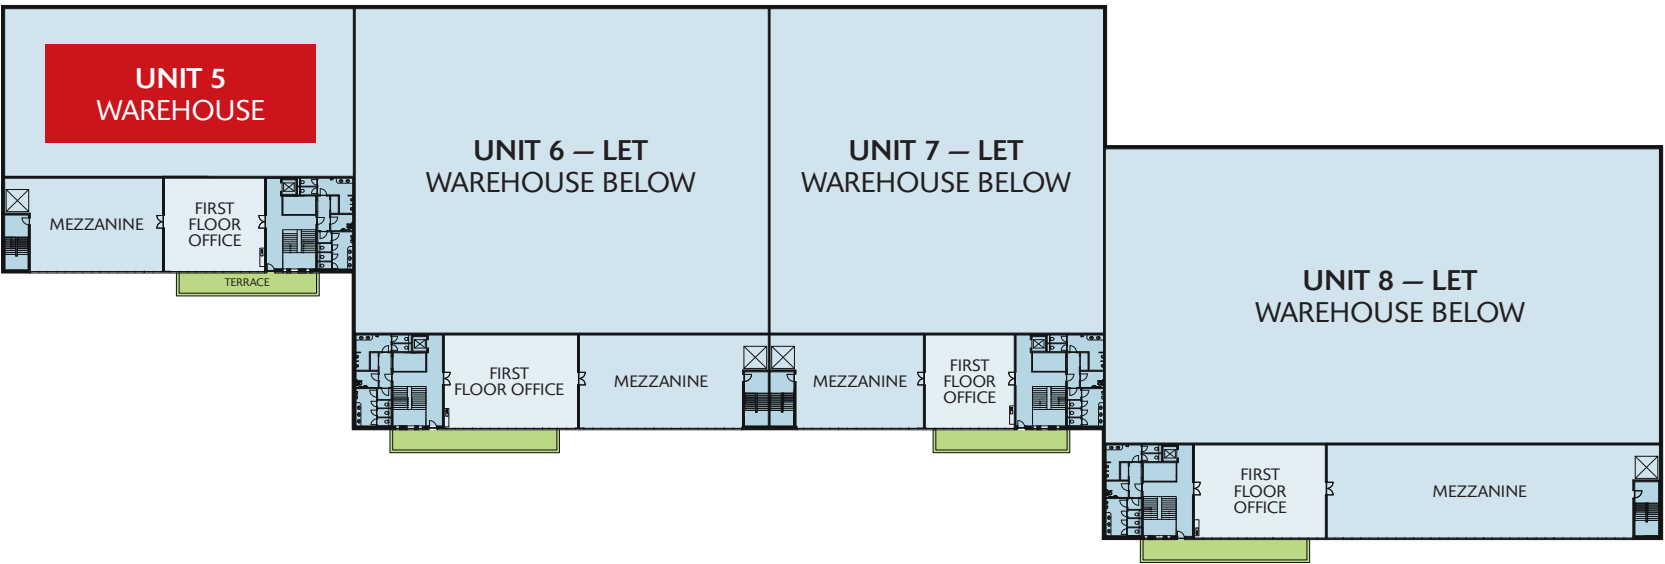 UNIT 5
WAREHOUSE
MEZZANINE
FIRST
FLOOR
OFFICE
TERRACE
UNIT 6 – LET
WAREHOUSE BELOW
FIRST
FLOOR OFFICE
MEZZANINE
UNIT 7 – LET
WAREHOUSE BELOW
MEZZANINE
FIRST
FLOOR
OFFICE
UNIT 8 – LET
WAREHOUSE BELOW
FIRST
FLOOR
OFFICE
MEZZANINE